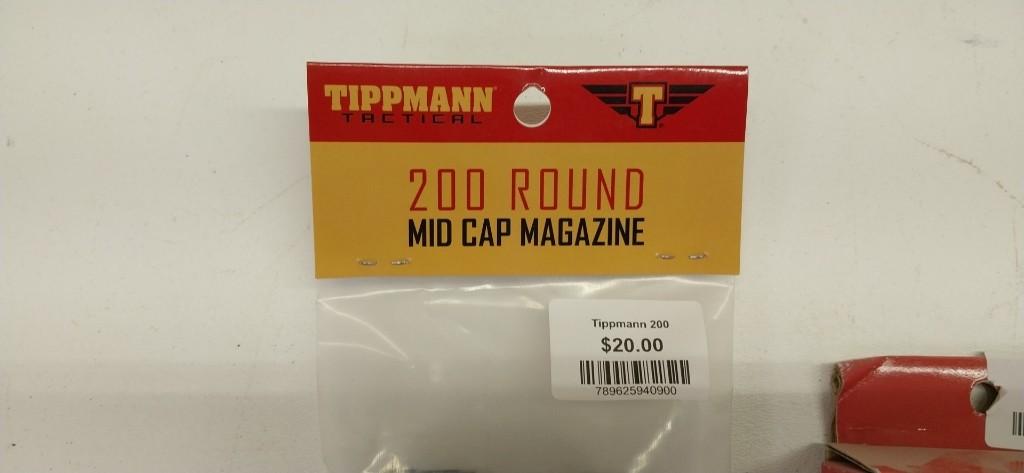 TIPPMANN
TACTICAL
T
200 ROUND
MID CAP MAGAZINE
Tippmann 200
$20.00
789625940900